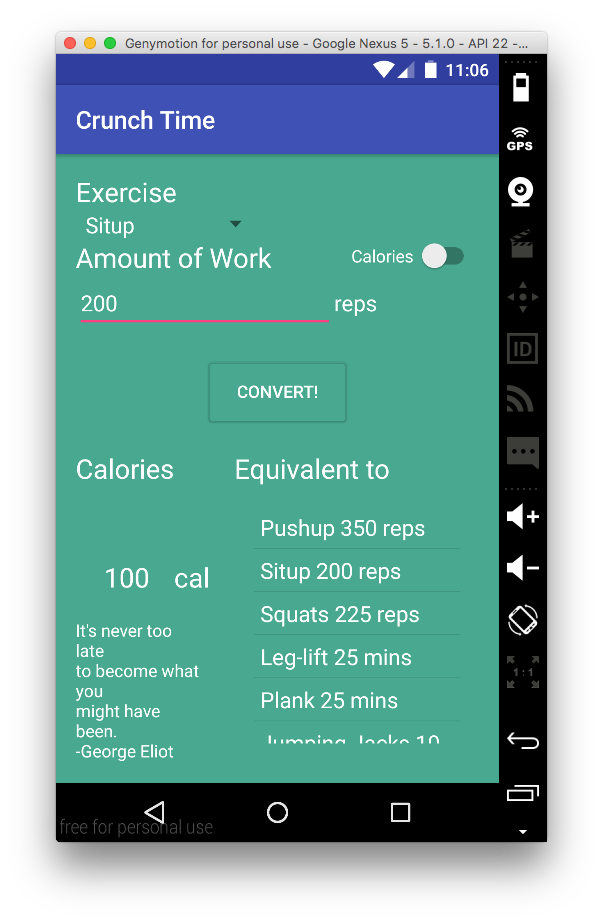 Genymotion for personal use - Google Nexus 5 - 5.1.0 - API 22 -...
11:06
Crunch Time
GPS
Exercise
Situp
Amount of Work
Calories
200
reps
ID
CONVERT!
Calories
Equivalent to
Pushup 350 reps
100 cal
Situp 200 reps
Squats 225 reps
Leg-lift 25 mins
Plank 25 mins
Jumping Jacks 10
It's never too
late
to become what
you
might have
been.
-George Eliot
1:1
free for personal use